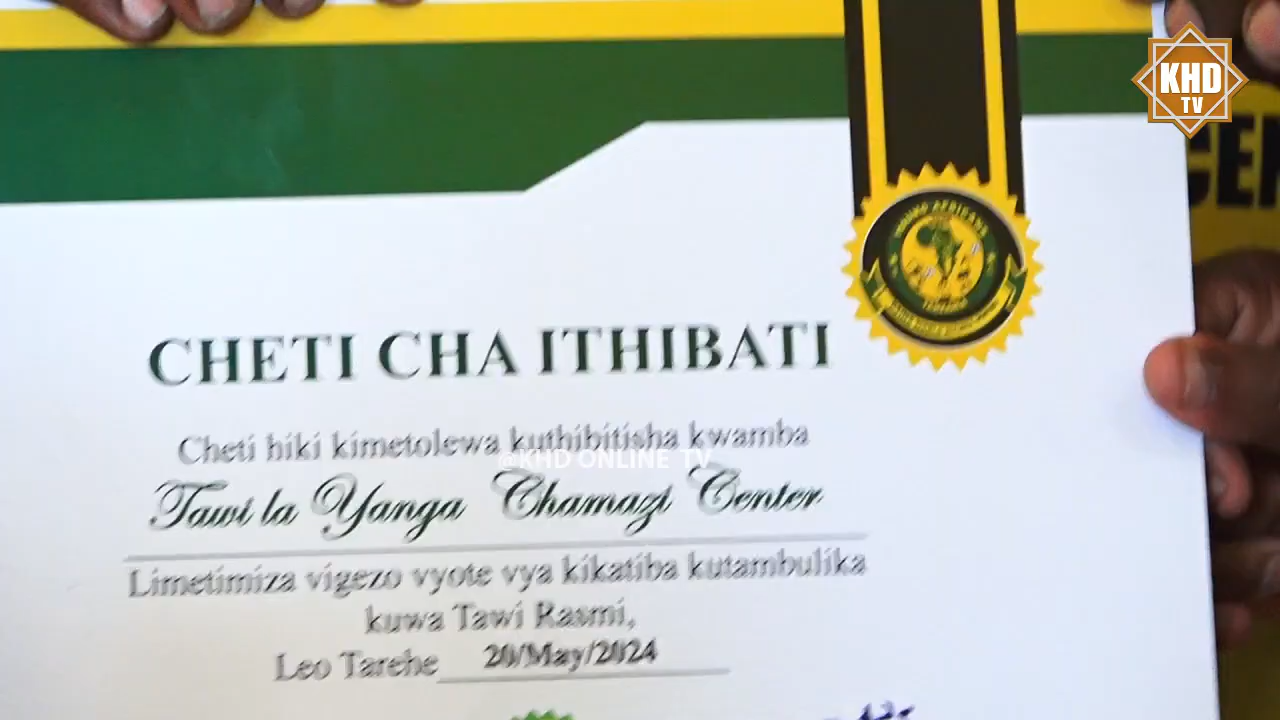 KHD
TV
CHETI CHA ITHIBATI
Cheti hiki kimetolewa kuthibitisha kwamba
@KHD ONLINE TV
Tawi la Yanga Chamazi Center
Limetimiza vigezo vyote vya kikatiba kutambulika
kuwa Tawi Rasmi,
Leo Tarehe 20/May/2024